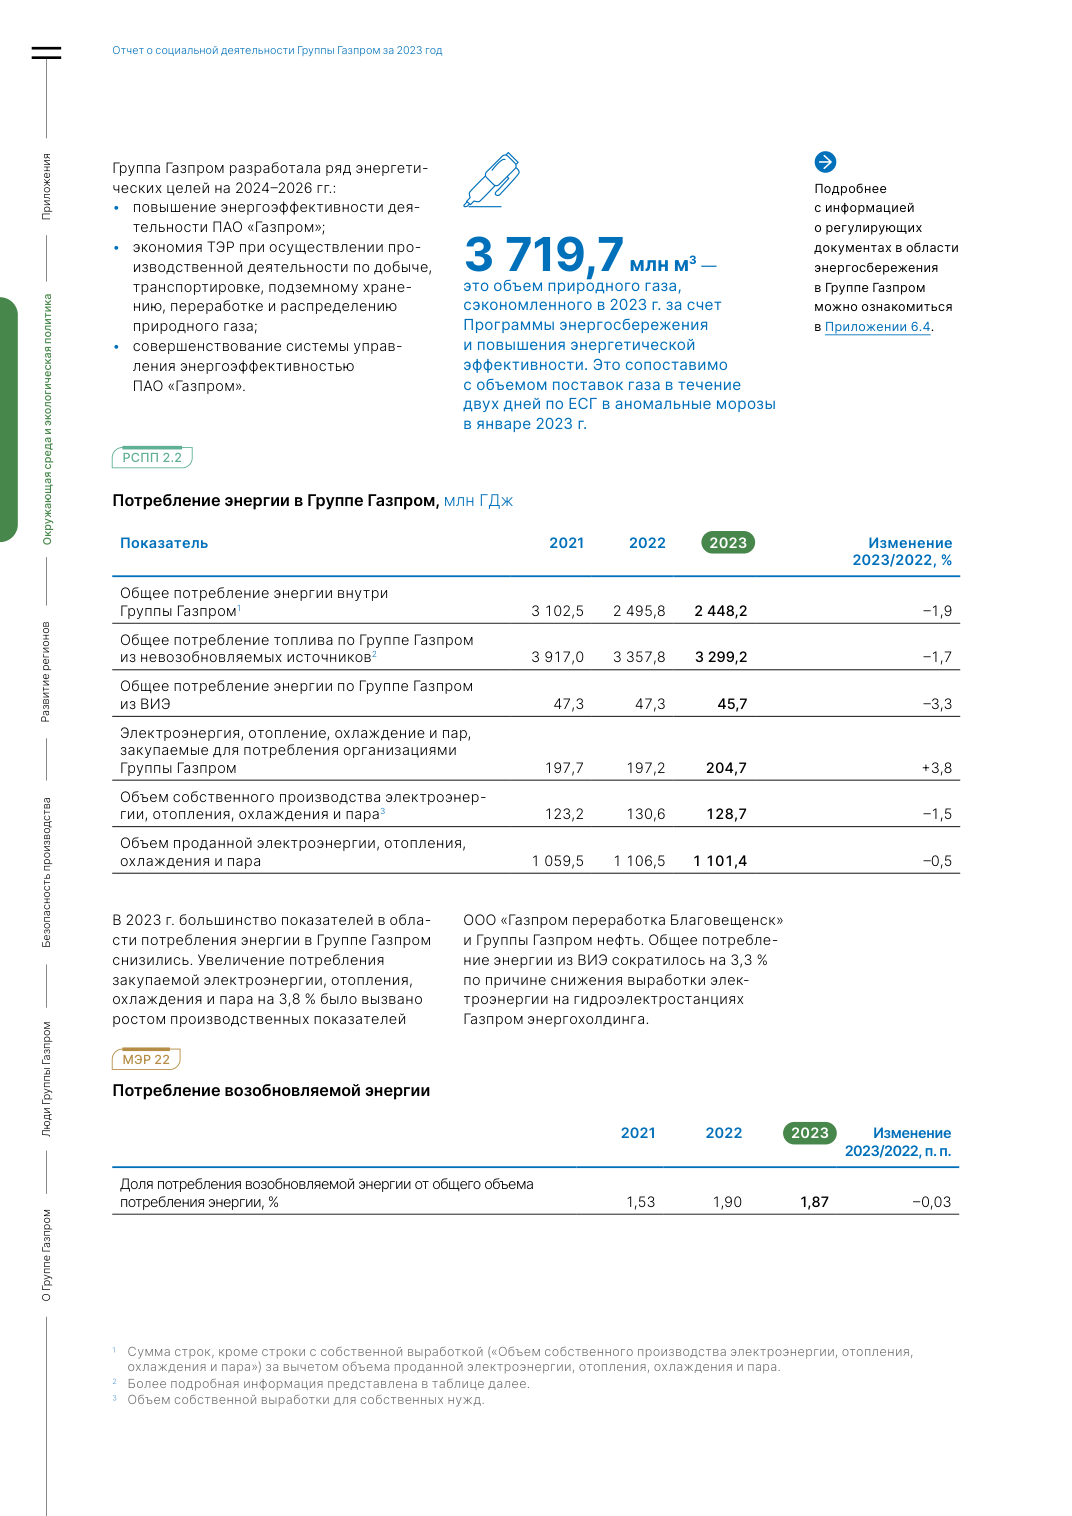 Отчет о социальной деятельности Группы Газпром за 2023 год
Приложения
Окружающая среда и экологическая политика
Развитие регионов
Безопасность производства
Люди Группы Газпром
О Группе Газпром
Группа Газпром разработала ряд энергети-
ческих целей на 2024–2026 гг.:
• повышение энергоэффективности дея-
тельности ПАО «Газпром»;
• экономия ТЭР при осуществлении про-
изводственной деятельности по добыче,
транспортировке, подземному хране-
нию, переработке и распределению
природного газа;
• совершенствование системы управ-
ления энергоэффективностью
ПАО «Газпром».
3 719,7 млн м³ —
это объем природного газа,
сэкономленного в 2023 г. за счет
Программы энергосбережения
и повышения энергетической
эффективности. Это сопоставимо
с объемом поставок газа в течение
двух дней по ЕСГ в аномальные морозы
в январе 2023 г.
Подробнее
с информацией
о регулирующих
документах в области
энергосбережения
в Группе Газпром
можно ознакомиться
в Приложении 6.4.
РСПП 2.2
Потребление энергии в Группе Газпром, млн ГДж
Показатель 2021 2022 2023 Изменение
2023/2022, %
Общее потребление энергии внутри
Группы Газпром¹ 3 102,5 2 495,8 2 448,2 –1,9
Общее потребление топлива по Группе Газпром
из невозобновляемых источников² 3 917,0 3 357,8 3 299,2 –1,7
Общее потребление энергии по Группе Газпром
из ВИЭ 47,3 47,3 45,7 –3,3
Электроэнергия, отопление, охлаждение и пар,
закупаемые для потребления организациями
Группы Газпром 197,7 197,2 204,7 +3,8
Объем собственного производства электроэнер-
гии, отопления, охлаждения и пара³ 123,2 130,6 128,7 –1,5
Объем проданной электроэнергии, отопления,
охлаждения и пара 1 059,5 1 106,5 1 101,4 –0,5
В 2023 г. большинство показателей в обла-
сти потребления энергии в Группе Газпром
снизились. Увеличение потребления
закупаемой электроэнергии, отопления,
охлаждения и пара на 3,8 % было вызвано
ростом производственных показателей
ООО «Газпром переработка Благовещенск»
и Группы Газпром нефть. Общее потребле-
ние энергии из ВИЭ сократилось на 3,3 %
по причине снижения выработки элек-
троэнергии на гидроэлектростанциях
Газпром энергохолдинга.
МЭР 22
Потребление возобновляемой энергии
2021 2022 2023 Изменение
2023/2022, п. п.
Доля потребления возобновляемой энергии от общего объема
потребления энергии, % 1,53 1,90 1,87 –0,03
¹ Сумма строк, кроме строки с собственной выработкой («Объем собственного производства электроэнергии, отопления,
охлаждения и пара») за вычетом объема проданной электроэнергии, отопления, охлаждения и пара.
² Более подробная информация представлена в таблице далее.
³ Объем собственной выработки для собственных нужд.